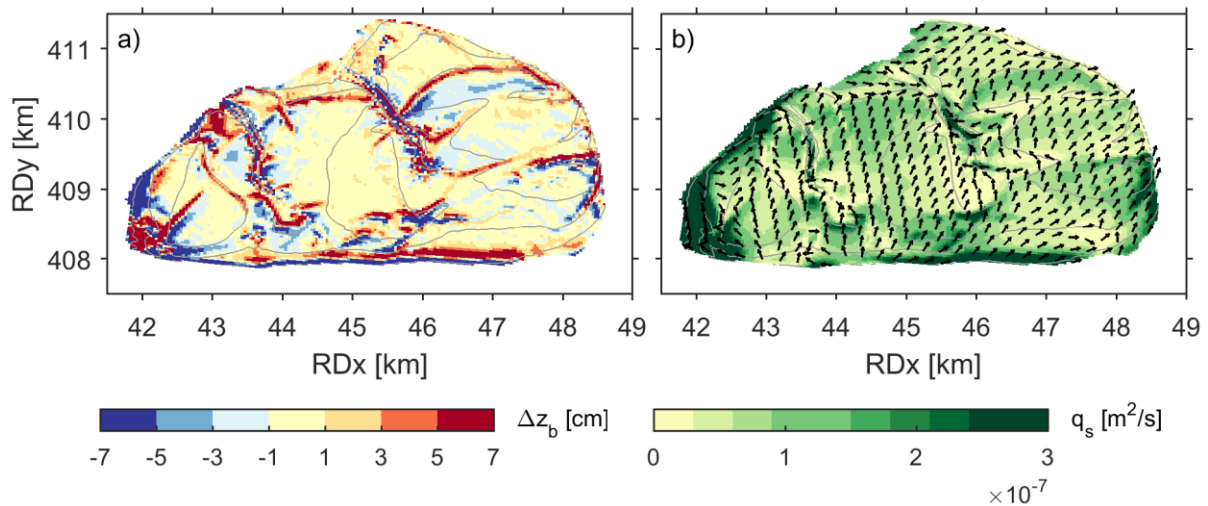 a)
b)
411
410
409
408
RDy [km]
42 43 44 45 46 47 48 49
42 43 44 45 46 47 48 49
RDx [km]
RDx [km]
Δz_b [cm]
q_s [m²/s]
-7 -5 -3 -1 1 3 5 7
0 1 2 3
×10⁻⁷